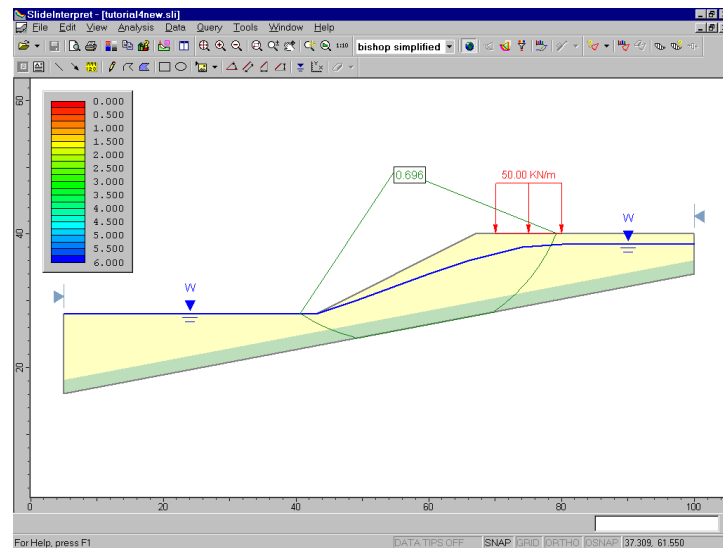 SlideInterpret - [tutorial4new.sli]
File Edit View Analysis Data Query Tools Window Help
1:10 bishop simplified
0.000
0.500
1.000
1.500
2.000
2.500
3.000
3.500
4.000
4.500
5.000
5.500
6.000
60
40
20
0.696
50.00 KN/m
W
W
0 20 40 60 80 100
For Help, press F1 DATA TIPS OFF SNAP GRID ORTHO OSNAP 37.309, 61.550